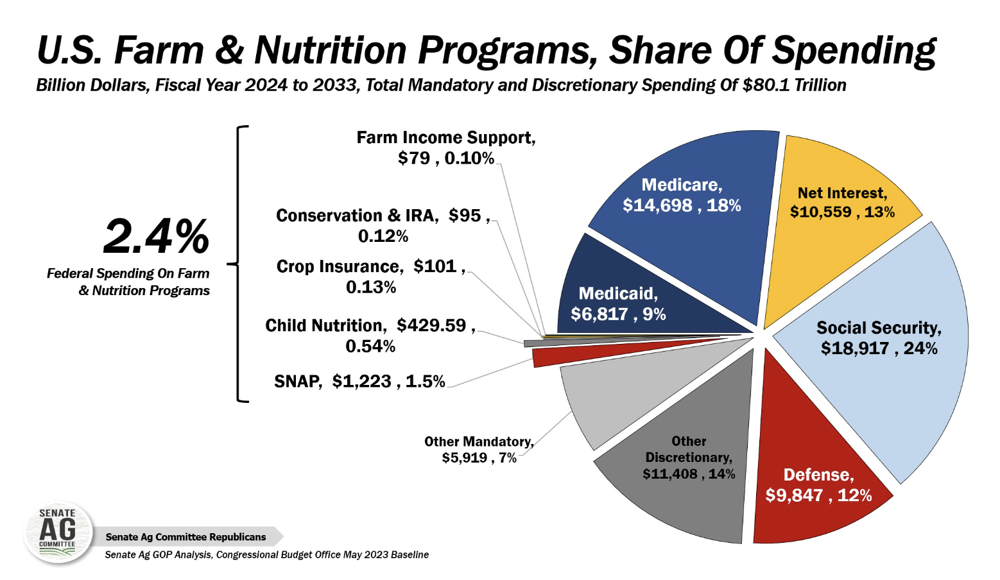 U.S. Farm & Nutrition Programs, Share Of Spending
Billion Dollars, Fiscal Year 2024 to 2033, Total Mandatory and Discretionary Spending Of $80.1 Trillion
2.4%
Federal Spending On Farm
& Nutrition Programs
Farm Income Support,
$79 , 0.10%
Conservation & IRA,  $95 ,
0.12%
Crop Insurance,  $101 ,
0.13%
Child Nutrition,  $429.59 ,
0.54%
SNAP,  $1,223 , 1.5%
Other Mandatory,
$5,919 , 7%
Medicare,
$14,698 , 18%
Net Interest,
$10,559 , 13%
Medicaid,
$6,817 , 9%
Social Security,
$18,917 , 24%
Other
Discretionary,
$11,408 , 14%
Defense,
$9,847 , 12%
SENATE
AG
COMMITTEE
Senate Ag Committee Republicans
Senate Ag GOP Analysis, Congressional Budget Office May 2023 Baseline